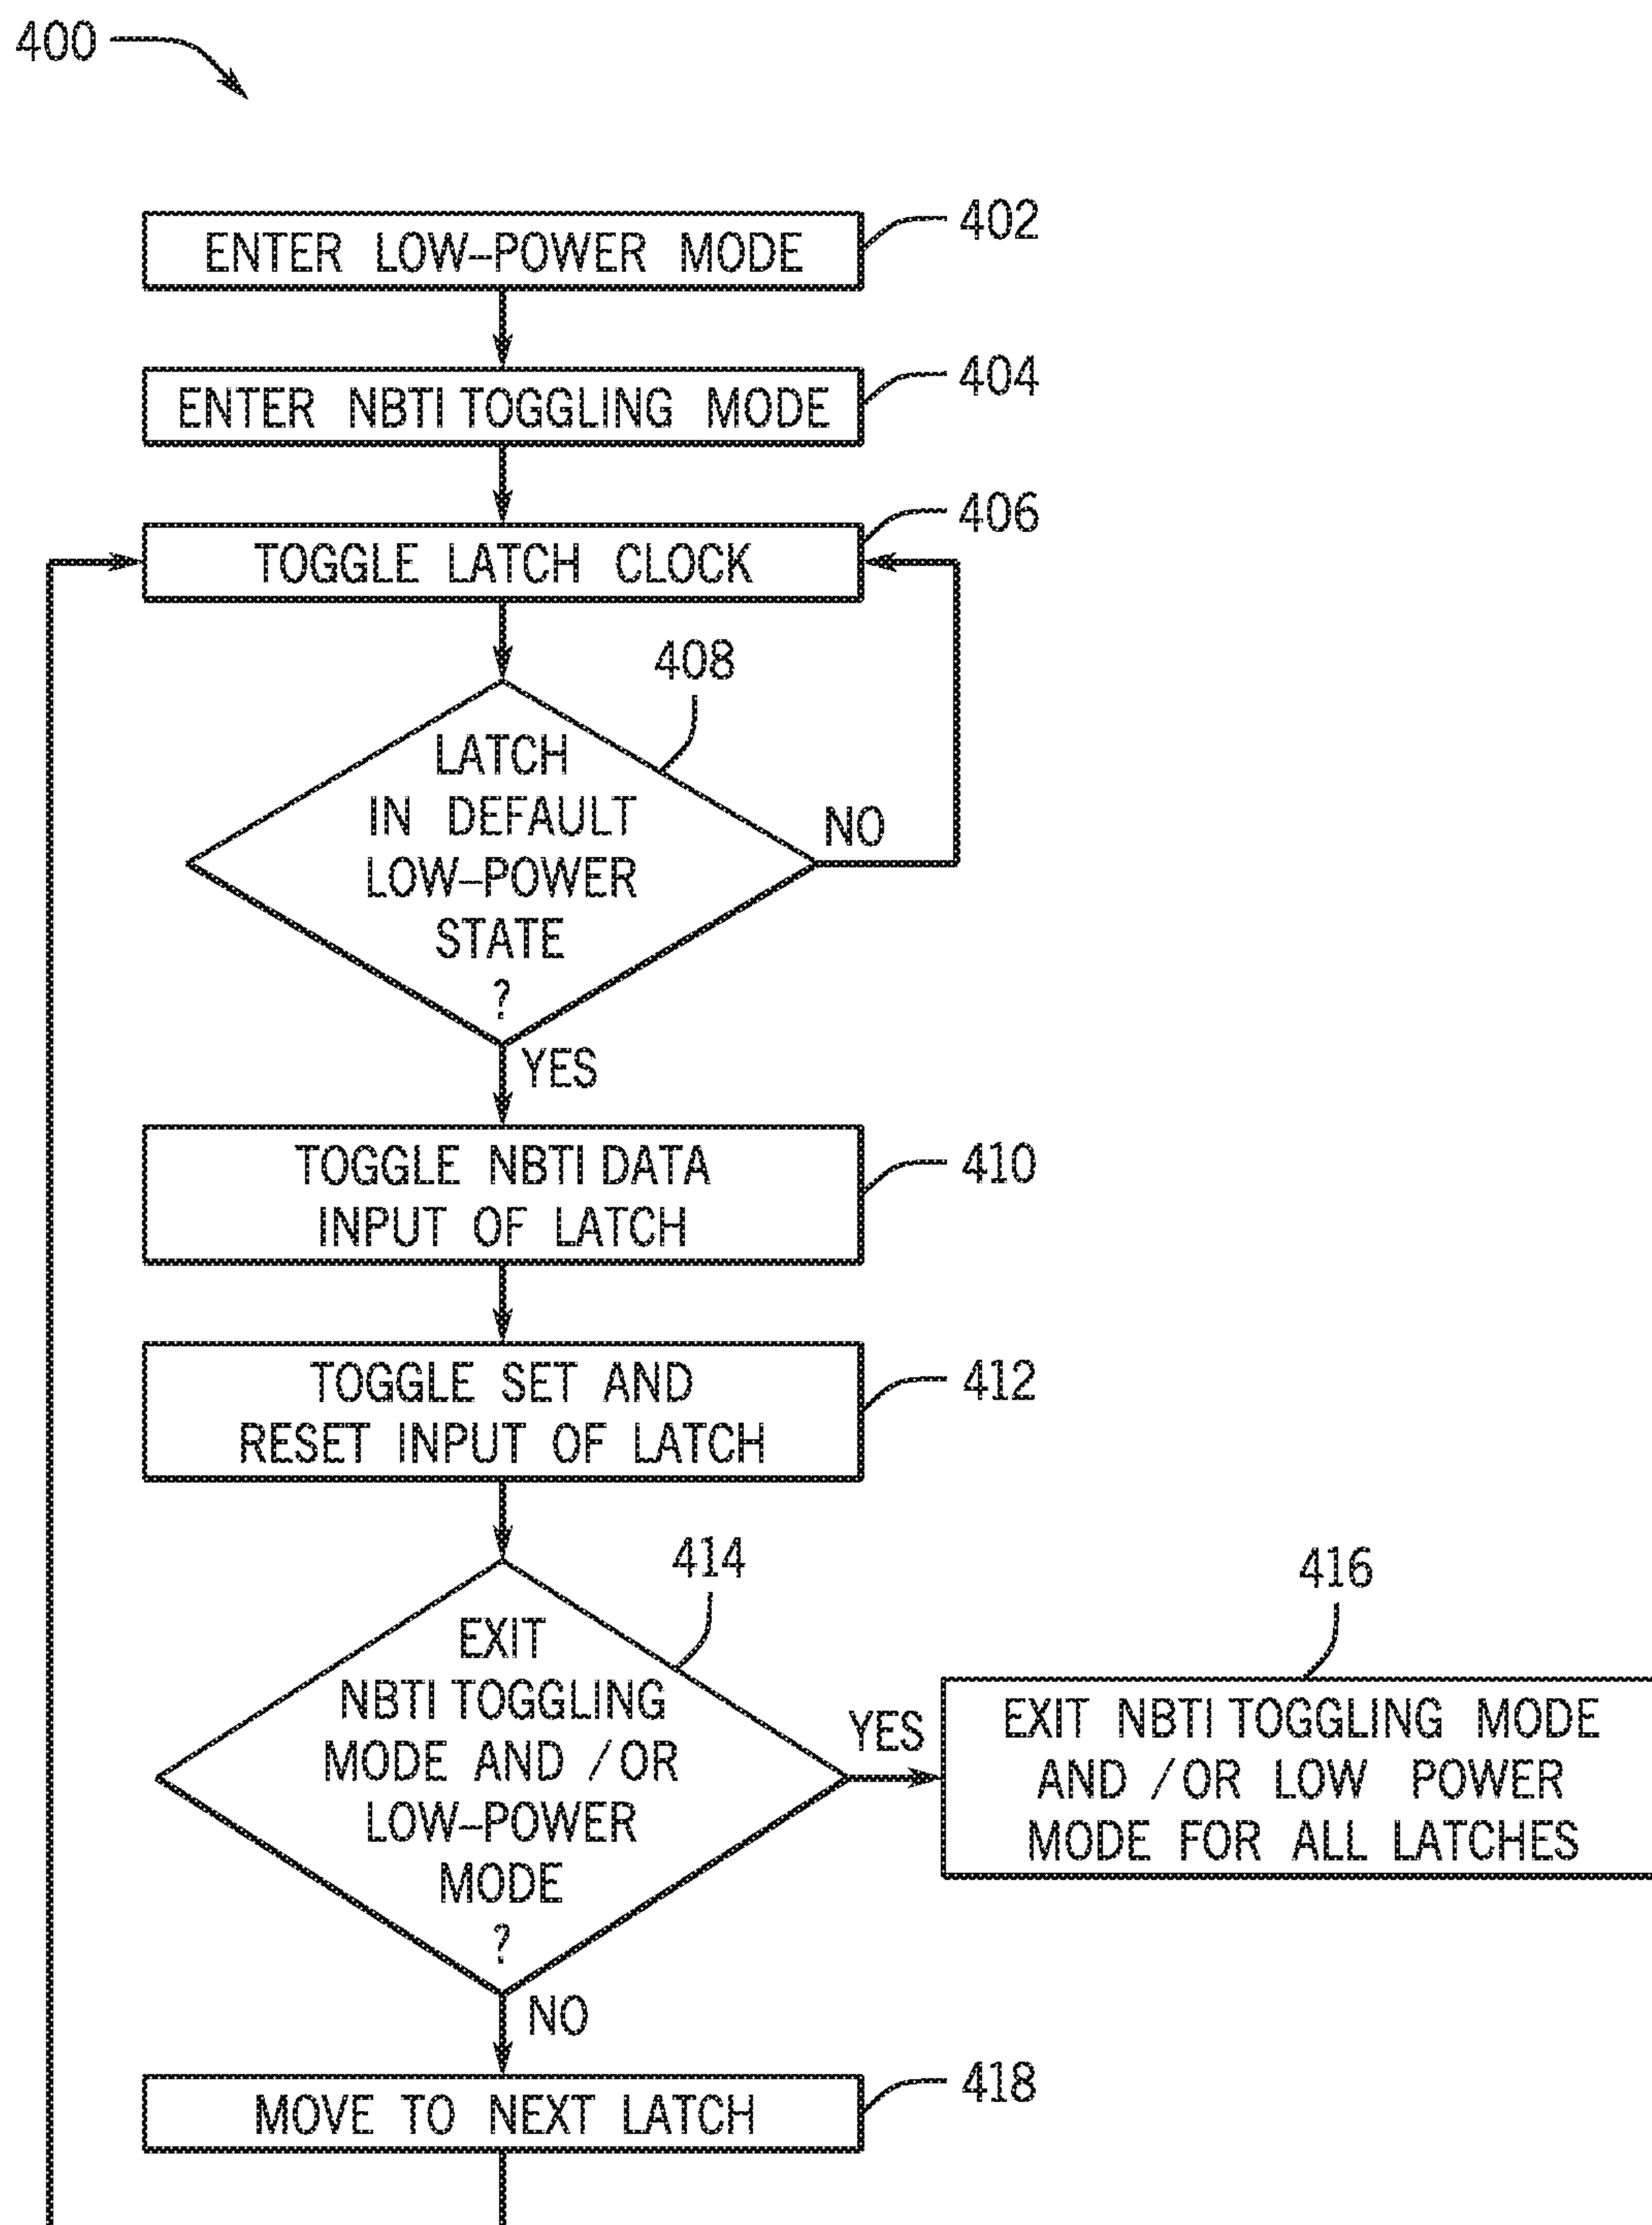 400
ENTER LOW-POWER MODE
402
ENTER NBTI TOGGLING MODE
404
TOGGLE LATCH CLOCK
406
408
LATCH
IN DEFAULT
LOW-POWER
STATE
?
NO
YES
TOGGLE NBTI DATA
INPUT OF LATCH
410
TOGGLE SET AND
RESET INPUT OF LATCH
412
414
EXIT
NBTI TOGGLING
MODE AND /OR
LOW-POWER
MODE
?
YES
416
EXIT NBTI TOGGLING MODE
AND /OR LOW POWER
MODE FOR ALL LATCHES
NO
MOVE TO NEXT LATCH
418